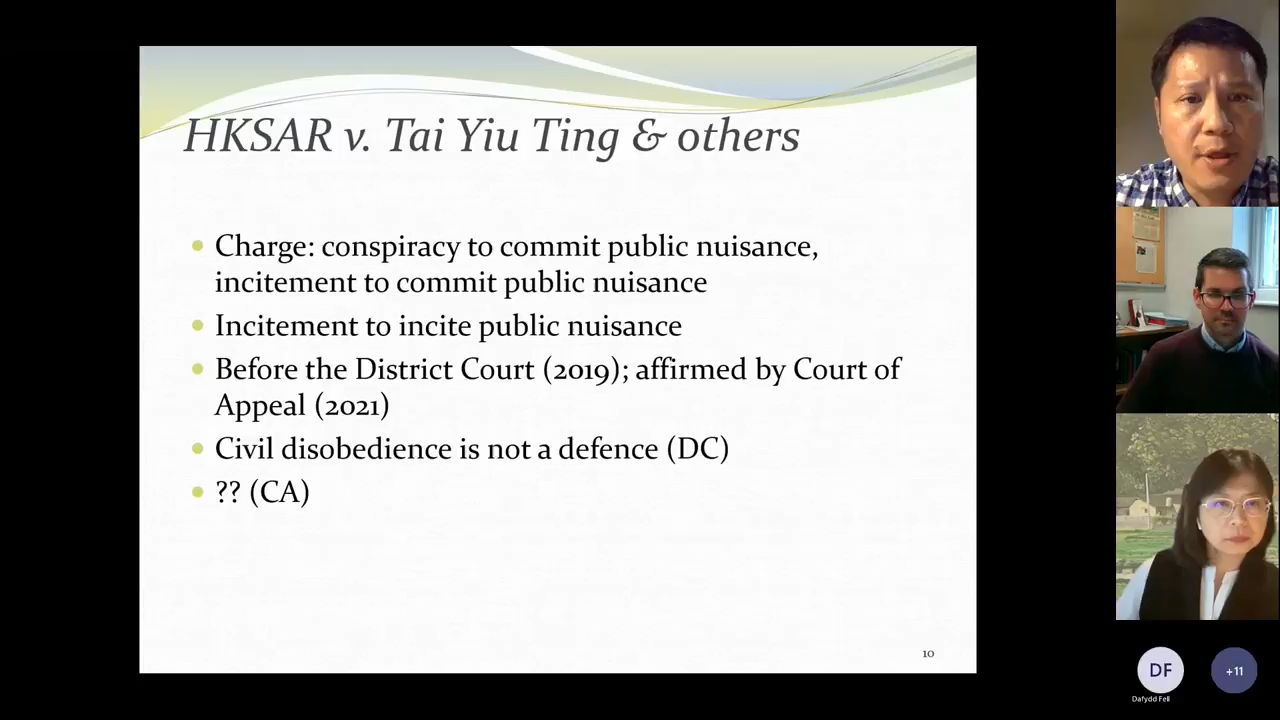 HKSAR v. Tai Yiu Ting & others
Charge: conspiracy to commit public nuisance,
incitement to commit public nuisance
Incitement to incite public nuisance
Before the District Court (2019); affirmed by Court of
Appeal (2021)
Civil disobedience is not a defence (DC)
?? (CA)
10
DF
+11
Dafydd Fell